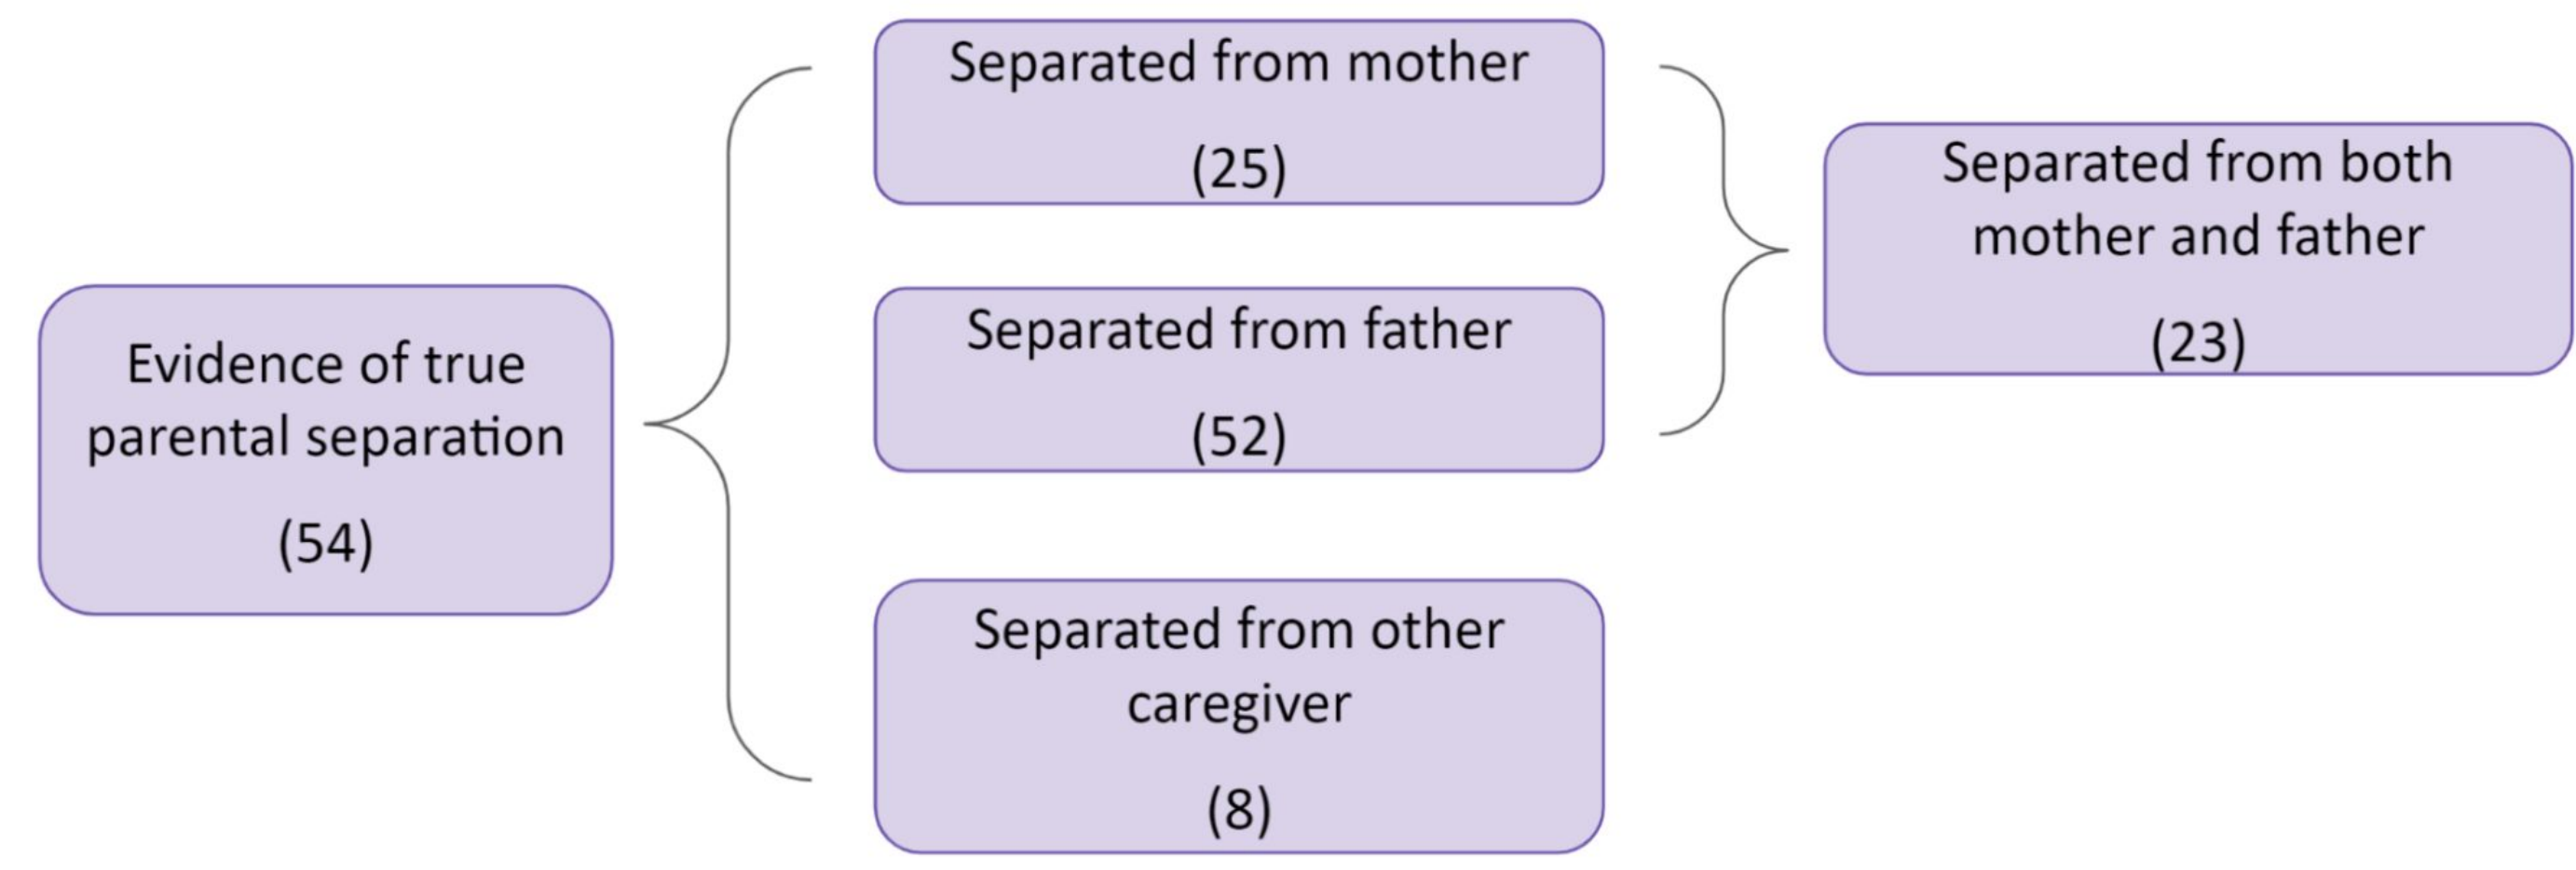 Evidence of true
parental separation
(54)
Separated from mother
(25)
Separated from father
(52)
Separated from other
caregiver
(8)
Separated from both
mother and father
(23)